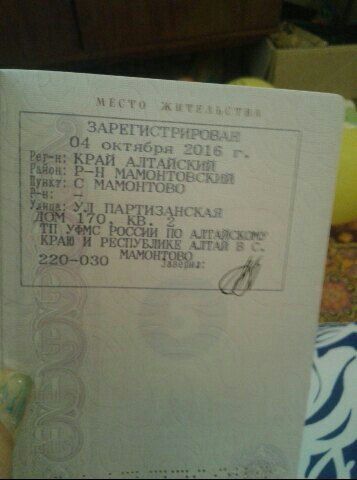 МЕСТО ЖИТЕЛЬСТВА
ЗАРЕГИСТРИРОВАН
04 октября 2016 г.
Рег-н: КРАЙ АЛТАЙСКИЙ
Район: Р-Н МАМОНТОВСКИЙ
Пункт: С МАМОНТОВО
Р-н: -
Улица: УЛ ПАРТИЗАНСКАЯ
ДОМ 170, КВ. 2
ТП УФМС РОССИИ ПО АЛТАЙСКОМУ
КРАЮ И РЕСПУБЛИКЕ АЛТАЙ В С.
МАМОНТОВО
220-030 Заверил: